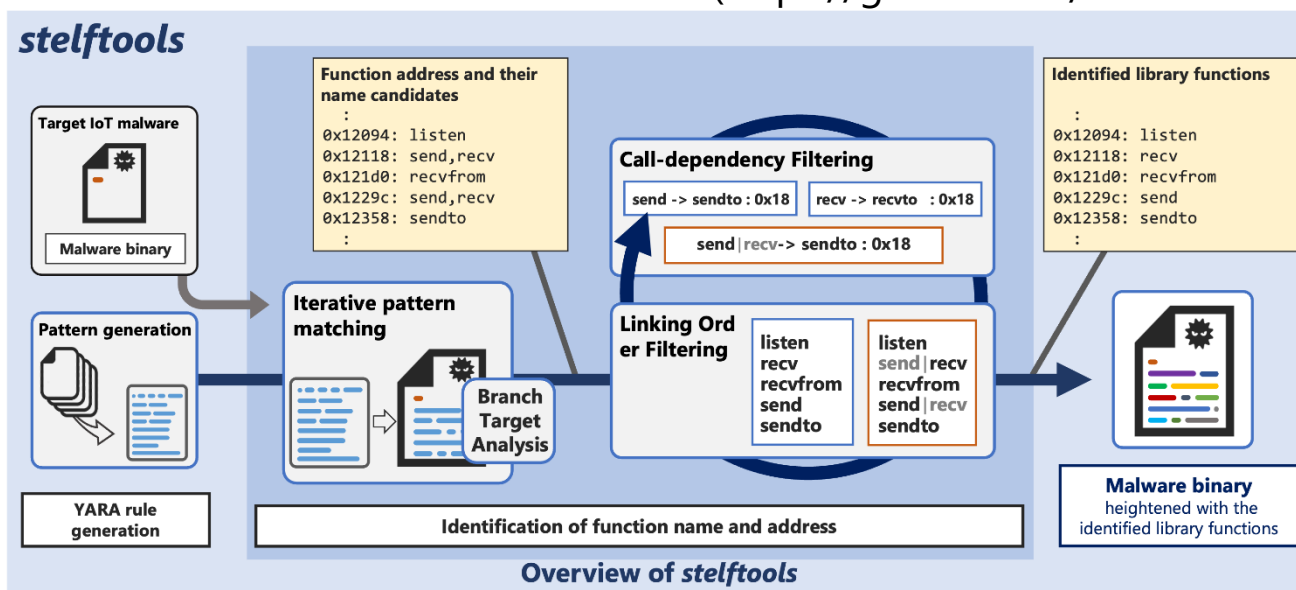 stelftools
Target IoT malware
Malware binary
Pattern generation
YARA rule
generation
Function address and their
name candidates
:
0x12094: listen
0x12118: send,recv
0x121d0: recvfrom
0x1229c: send,recv
0x12358: sendto
:
Iterative pattern
matching
Branch
Target
Analysis
Call-dependency Filtering
send -> sendto : 0x18
recv -> recvto : 0x18
send|recv-> sendto : 0x18
Linking Ord
er Filtering
listen
recv
recvfrom
send
sendto
listen
send|recv
recvfrom
send|recv
sendto
Identification of function name and address
Identified library functions
:
0x12094: listen
0x12118: recv
0x121d0: recvfrom
0x1229c: send
0x12358: sendto
:
Malware binary
heightened with the
identified library functions
Overview of stelftools